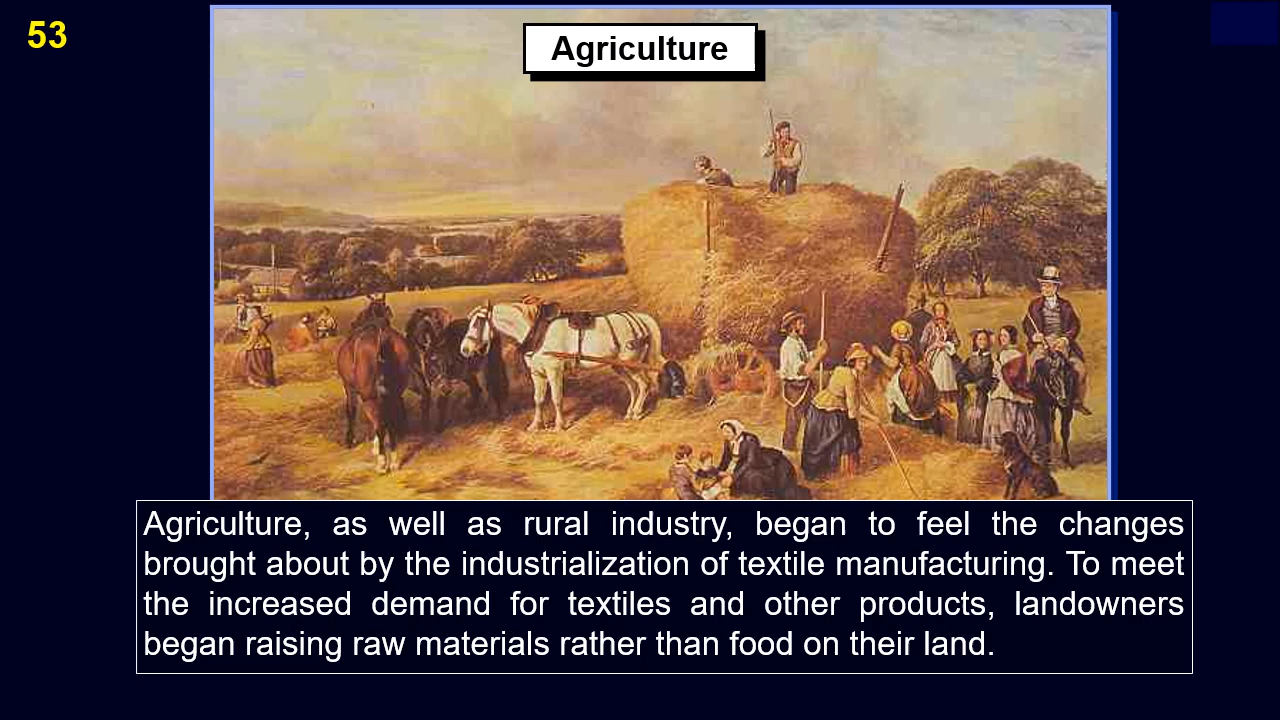 53
Agriculture
Agriculture, as well as rural industry, began to feel the changes
brought about by the industrialization of textile manufacturing. To meet
the increased demand for textiles and other products, landowners
began raising raw materials rather than food on their land.